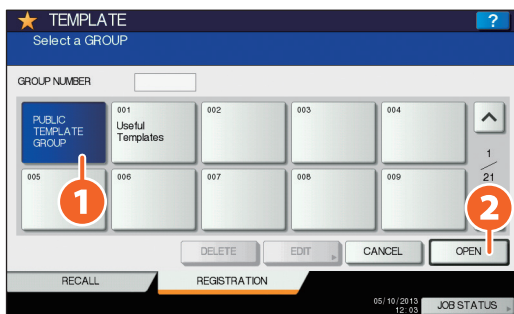 TEMPLATE
?
Select a GROUP
GROUP NUMBER
PUBLIC
TEMPLATE
GROUP
001
Useful
Templates
002
003
004
1
21
005
006
007
008
009
1
2
DELETE
EDIT
CANCEL
OPEN
RECALL
REGISTRATION
05/10/2013
12:03
JOB STATUS